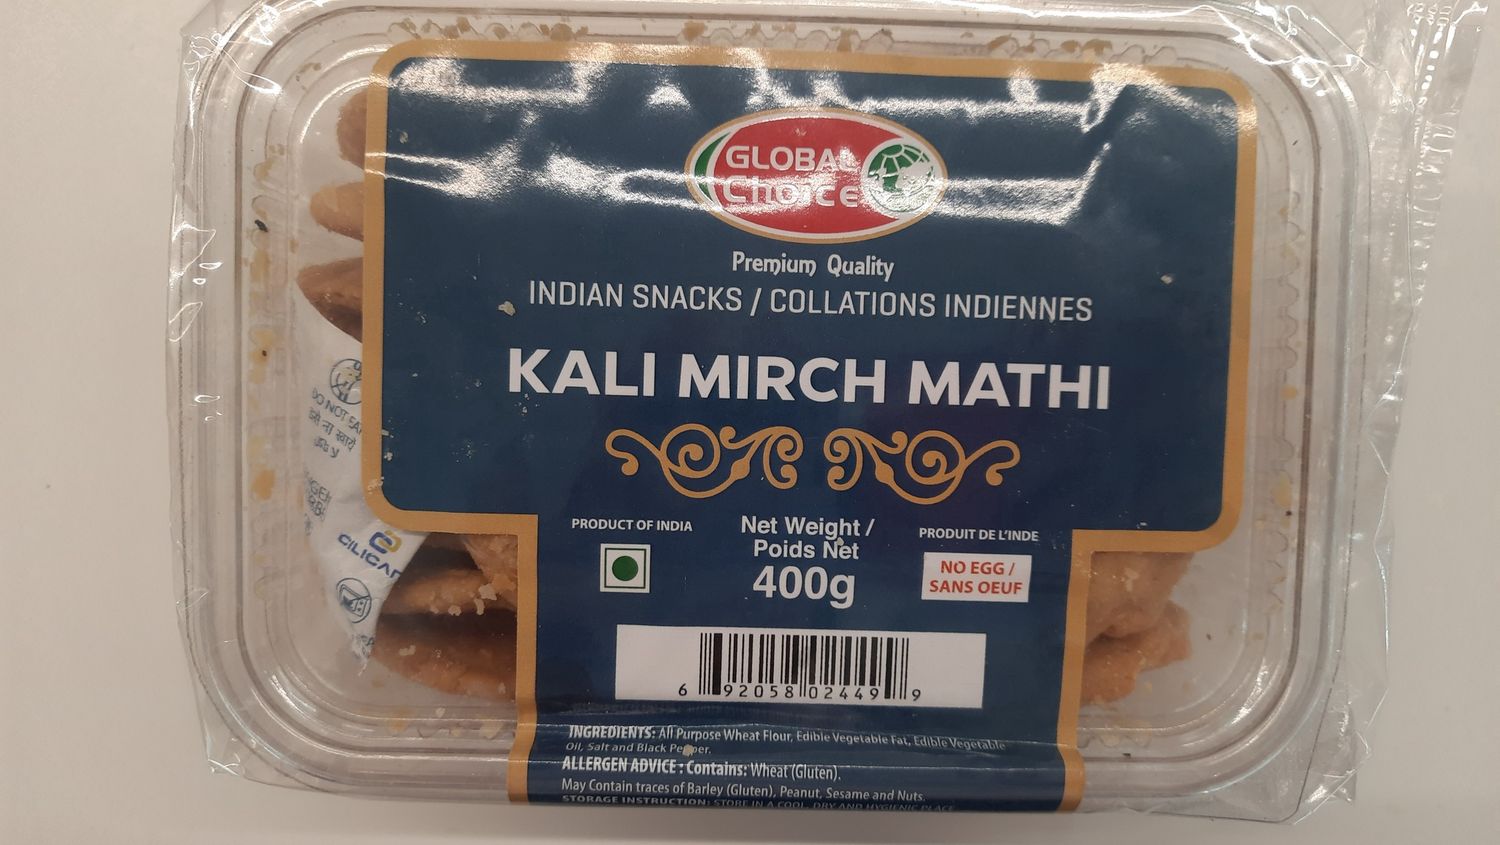 GLOBAL
Choice
Premium Quality
INDIAN SNACKS / COLLATIONS INDIENNES
KALI MIRCH MATHI
PRODUCT OF INDIA
Net Weight /
Poids Net
400g
PRODUIT DE L'INDE
NO EGG /
SANS OEUF
6 92058 02449 9
INGREDIENTS: All Purpose Wheat Flour, Edible Vegetable Fat, Edible Vegetable
Oil, Salt and Black Pepper.
ALLERGEN ADVICE : Contains: Wheat (Gluten).
May Contain traces of Barley (Gluten), Peanut, Sesame and Nuts.
STORAGE INSTRUCTION: STORE IN A COOL, DRY AND HYGIENIC PLACE
DO NOT
ना खाये